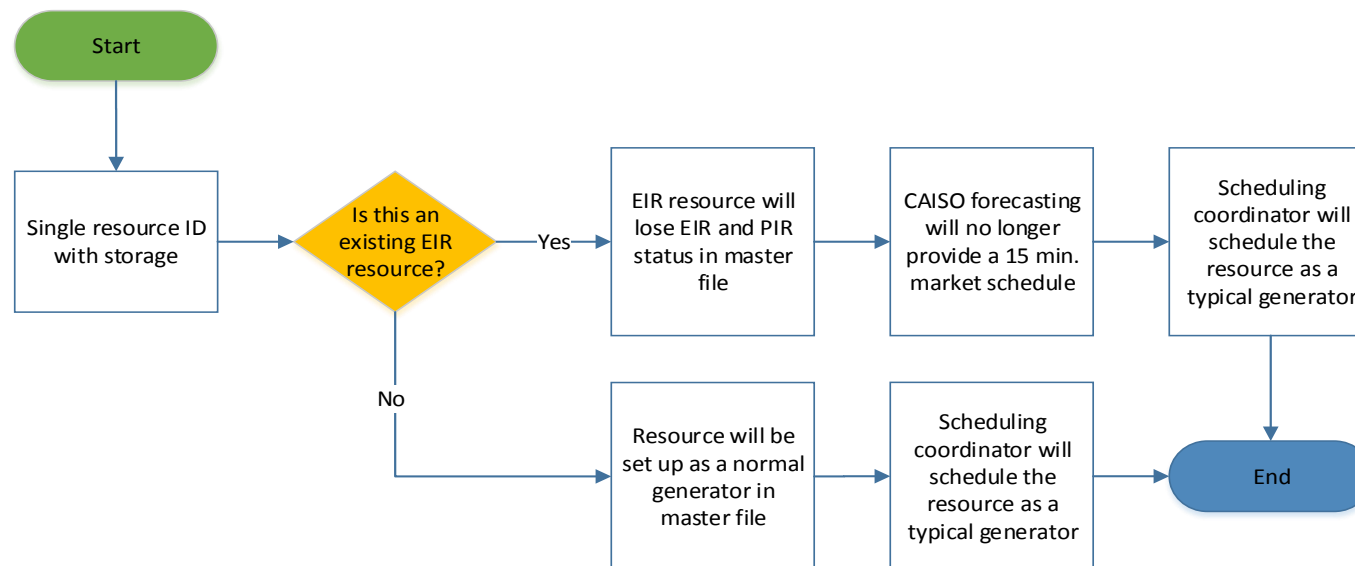 Start
Single resource ID
with storage
Is this an
existing EIR
resource?
Yes
EIR resource will
lose EIR and PIR
status in master
file
CAISO forecasting
will no longer
provide a 15 min.
market schedule
Scheduling
coordinator will
schedule the
resource as a
typical generator
No
Resource will be
set up as a normal
generator in
master file
Scheduling
coordinator will
schedule the
resource as a
typical generator
End